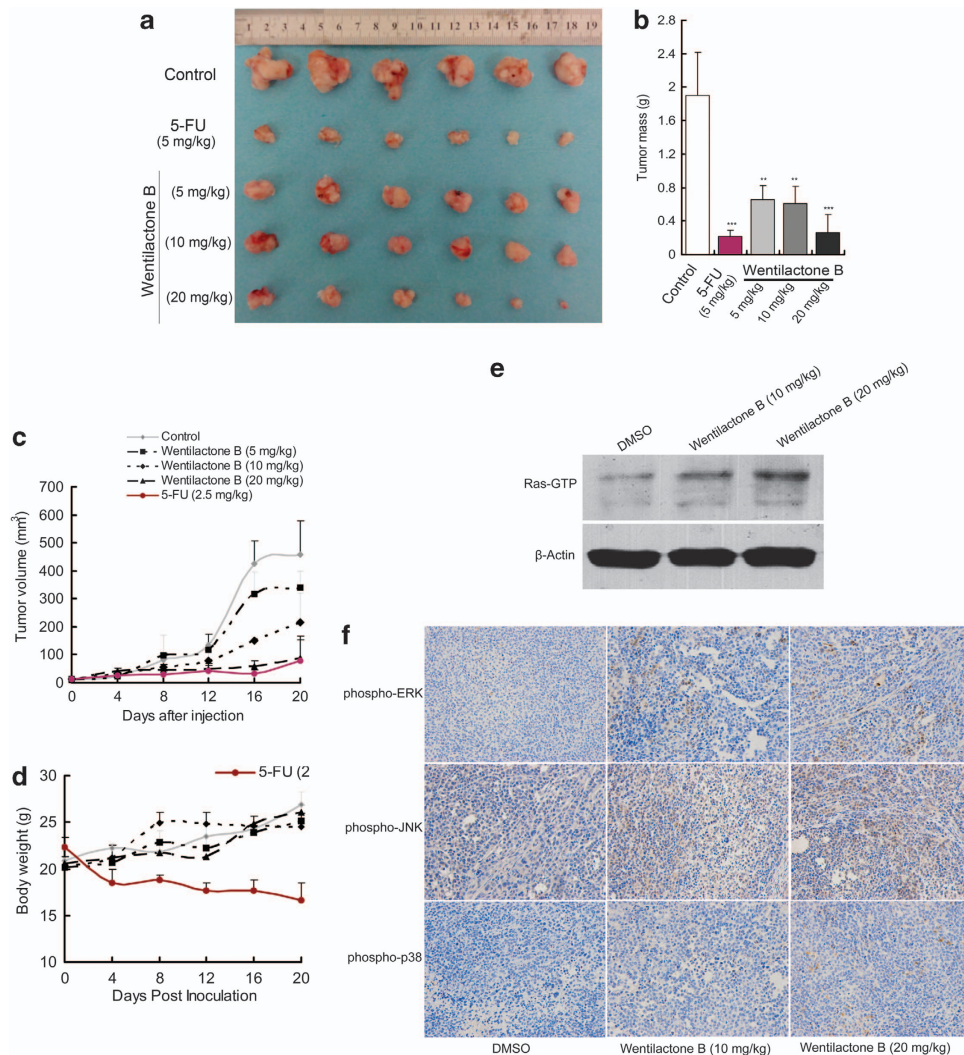 a
1 2 3 4 5 6 7 8 9 10 11 12 13 14 15 16 17 18 19
Control
5-FU
(5 mg/kg)
Wentilactone B
(5 mg/kg)
(10 mg/kg)
(20 mg/kg)
b
Tumor mass (g)
2.8
2.4
2
1.6
1.2
0.8
0.4
0
***
**
**
***
Control
5-FU
(5 mg/kg)
Wentilactone B
5 mg/kg
10 mg/kg
20 mg/kg
c
Control
Wentilactone B (5 mg/kg)
Wentilactone B (10 mg/kg)
Wentilactone B (20 mg/kg)
5-FU (2.5 mg/kg)
Tumor volume (mm³)
700
600
500
400
300
200
100
0
0 4 8 12 16 20
Days after injection
d
5-FU (2
Body weight (g)
30
25
20
15
10
0 4 8 12 16 20
Days Post Inoculation
e
DMSO
Wentilactone B (10 mg/kg)
Wentilactone B (20 mg/kg)
Ras-GTP
β-Actin
f
phospho-ERK
phospho-JNK
phospho-p38
DMSO
Wentilactone B (10 mg/kg)
Wentilactone B (20 mg/kg)